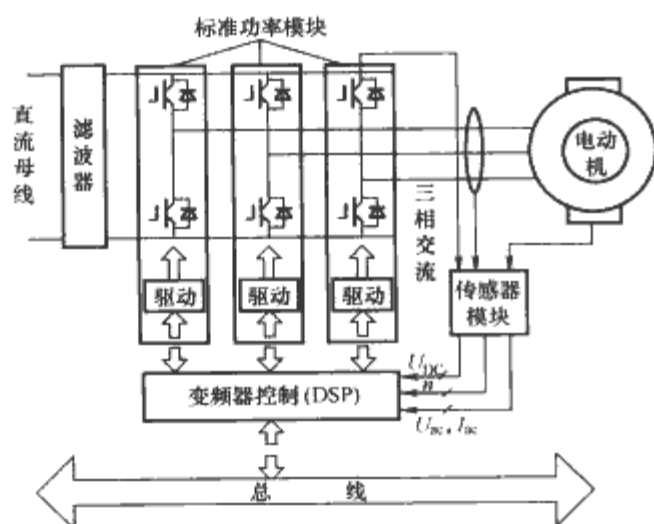 标准功率模块
直流母线
滤波器
电动机
三相交流
驱动
驱动
驱动
传感器
模块
U_DC
n
变频器控制(DSP)
U_ac, I_ac
总线